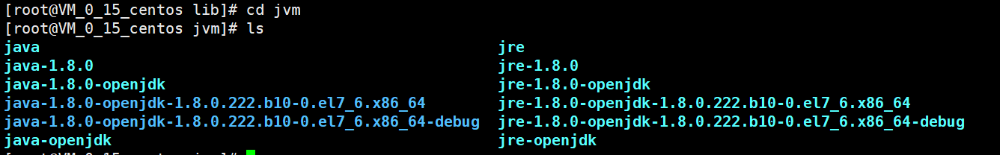 [root@VM_0_15_centos lib]# cd jvm
[root@VM_0_15_centos jvm]# ls
java jre
java-1.8.0 jre-1.8.0
java-1.8.0-openjdk jre-1.8.0-openjdk
java-1.8.0-openjdk-1.8.0.222.b10-0.el7_6.x86_64 jre-1.8.0-openjdk-1.8.0.222.b10-0.el7_6.x86_64
java-1.8.0-openjdk-1.8.0.222.b10-0.el7_6.x86_64-debug jre-1.8.0-openjdk-1.8.0.222.b10-0.el7_6.x86_64-debug
java-openjdk jre-openjdk
[root@VM_0_15_centos jvm]#